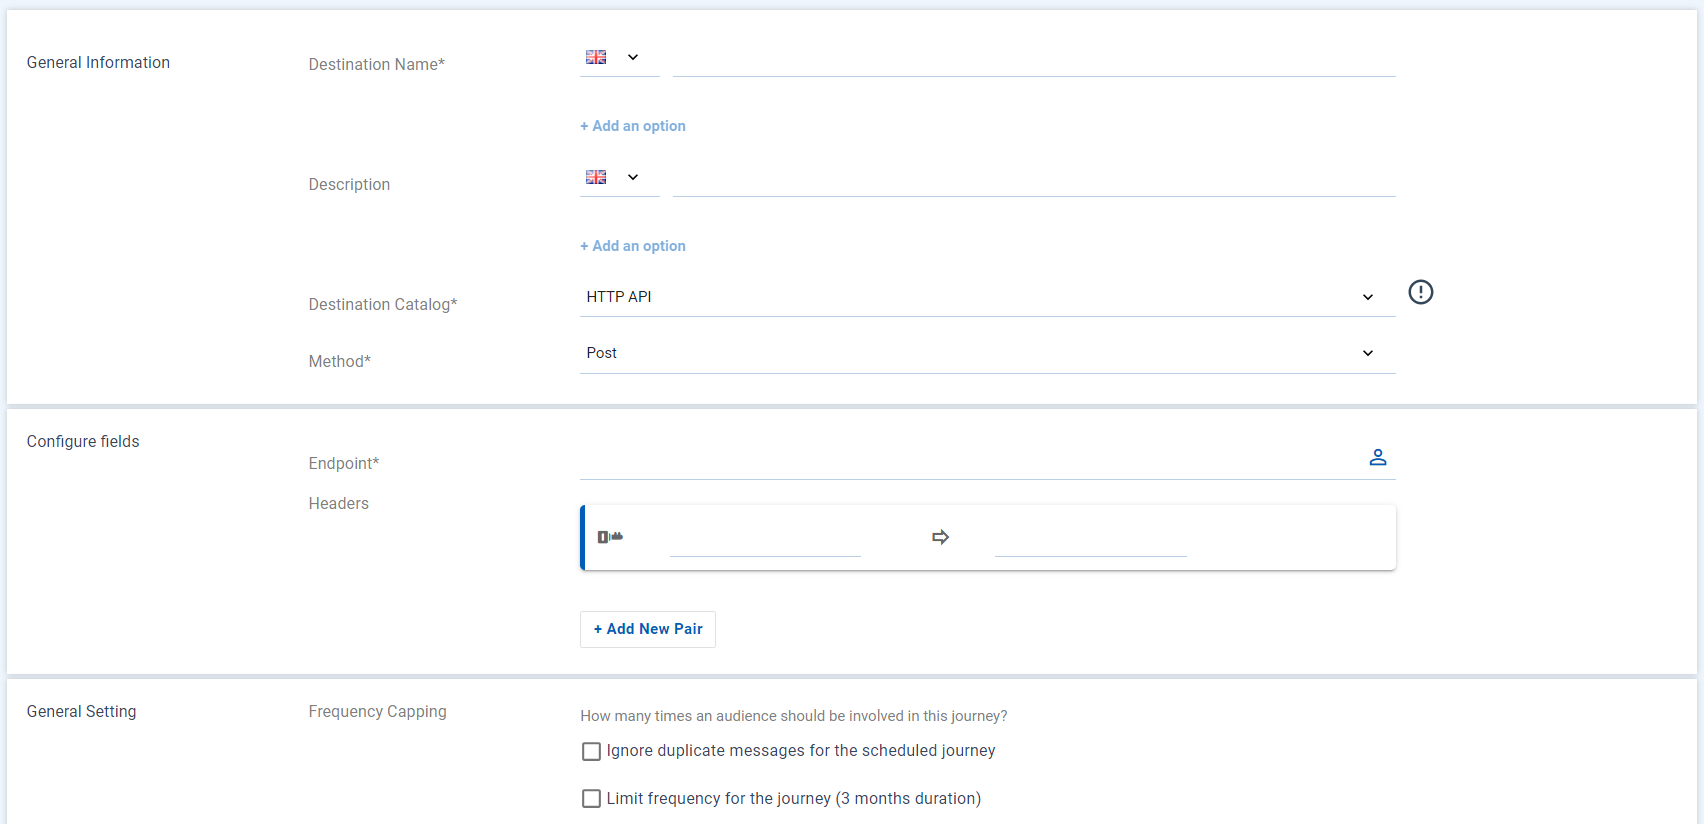 General Information
Destination Name*
+ Add an option
Description
+ Add an option
Destination Catalog*
HTTP API
Method*
Post
Configure fields
Endpoint*
Headers
+ Add New Pair
General Setting
Frequency Capping
How many times an audience should be involved in this journey?
Ignore duplicate messages for the scheduled journey
Limit frequency for the journey (3 months duration)